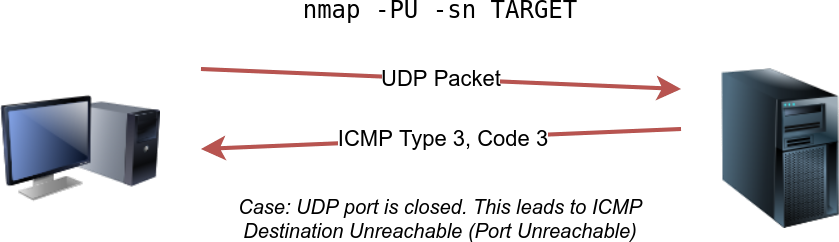 nmap -PU -sn TARGET
UDP Packet
ICMP Type 3, Code 3
Case: UDP port is closed. This leads to ICMP
Destination Unreachable (Port Unreachable)